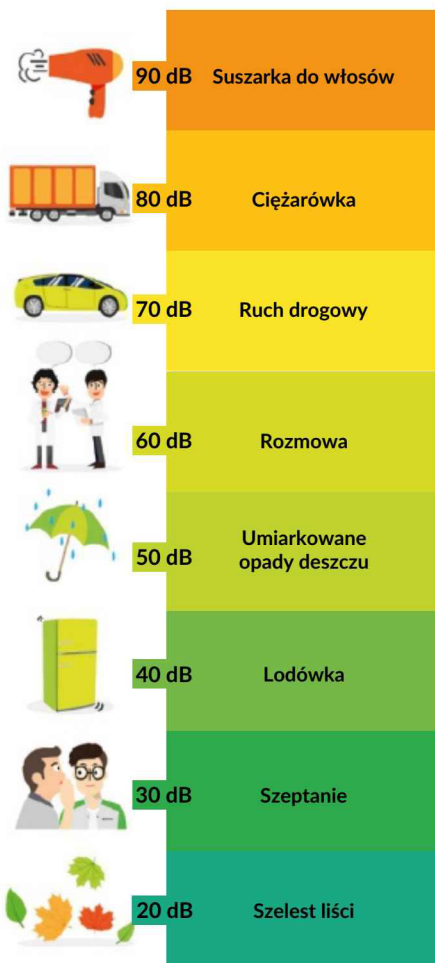 90 dB Suszarka do włosów
80 dB Ciężarówka
70 dB Ruch drogowy
60 dB Rozmowa
50 dB Umiarkowane
opady deszczu
40 dB Lodówka
30 dB Szeptanie
20 dB Szelest liści